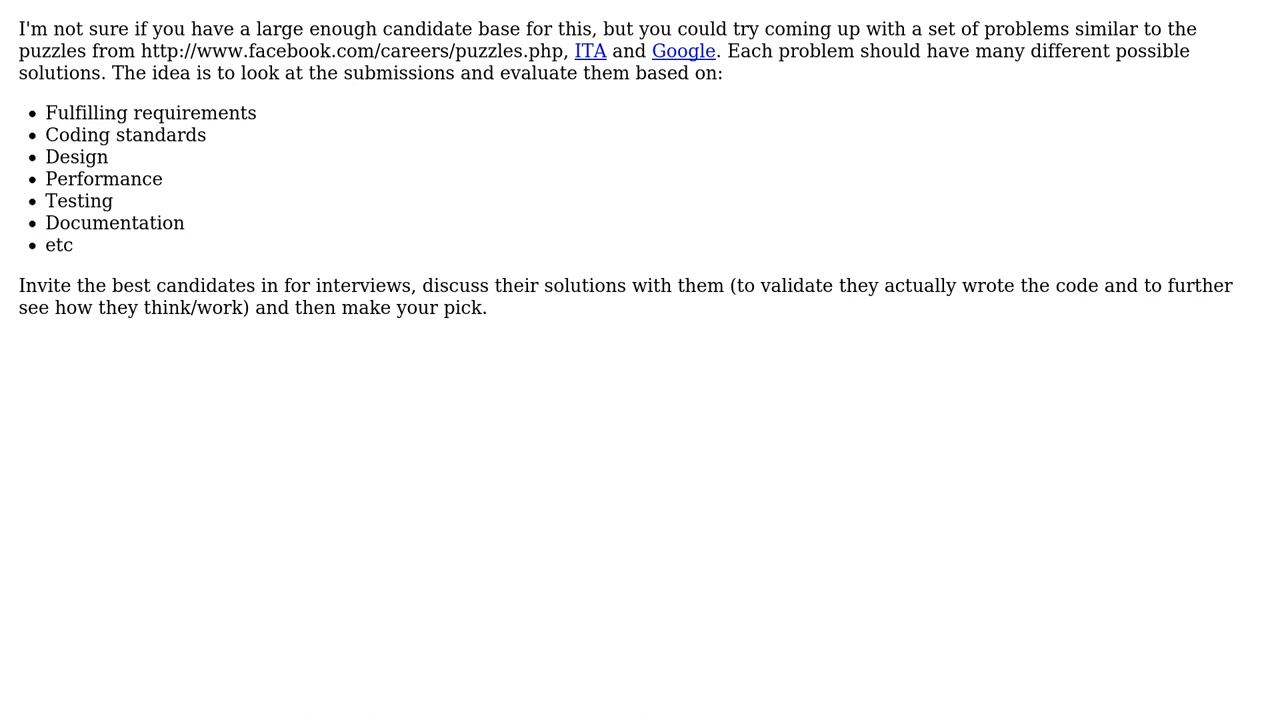 I'm not sure if you have a large enough candidate base for this, but you could try coming up with a set of problems similar to the
puzzles from http://www.facebook.com/careers/puzzles.php, ITA and Google. Each problem should have many different possible
solutions. The idea is to look at the submissions and evaluate them based on:
• Fulfilling requirements
• Coding standards
• Design
• Performance
• Testing
• Documentation
• etc
Invite the best candidates in for interviews, discuss their solutions with them (to validate they actually wrote the code and to further
see how they think/work) and then make your pick.